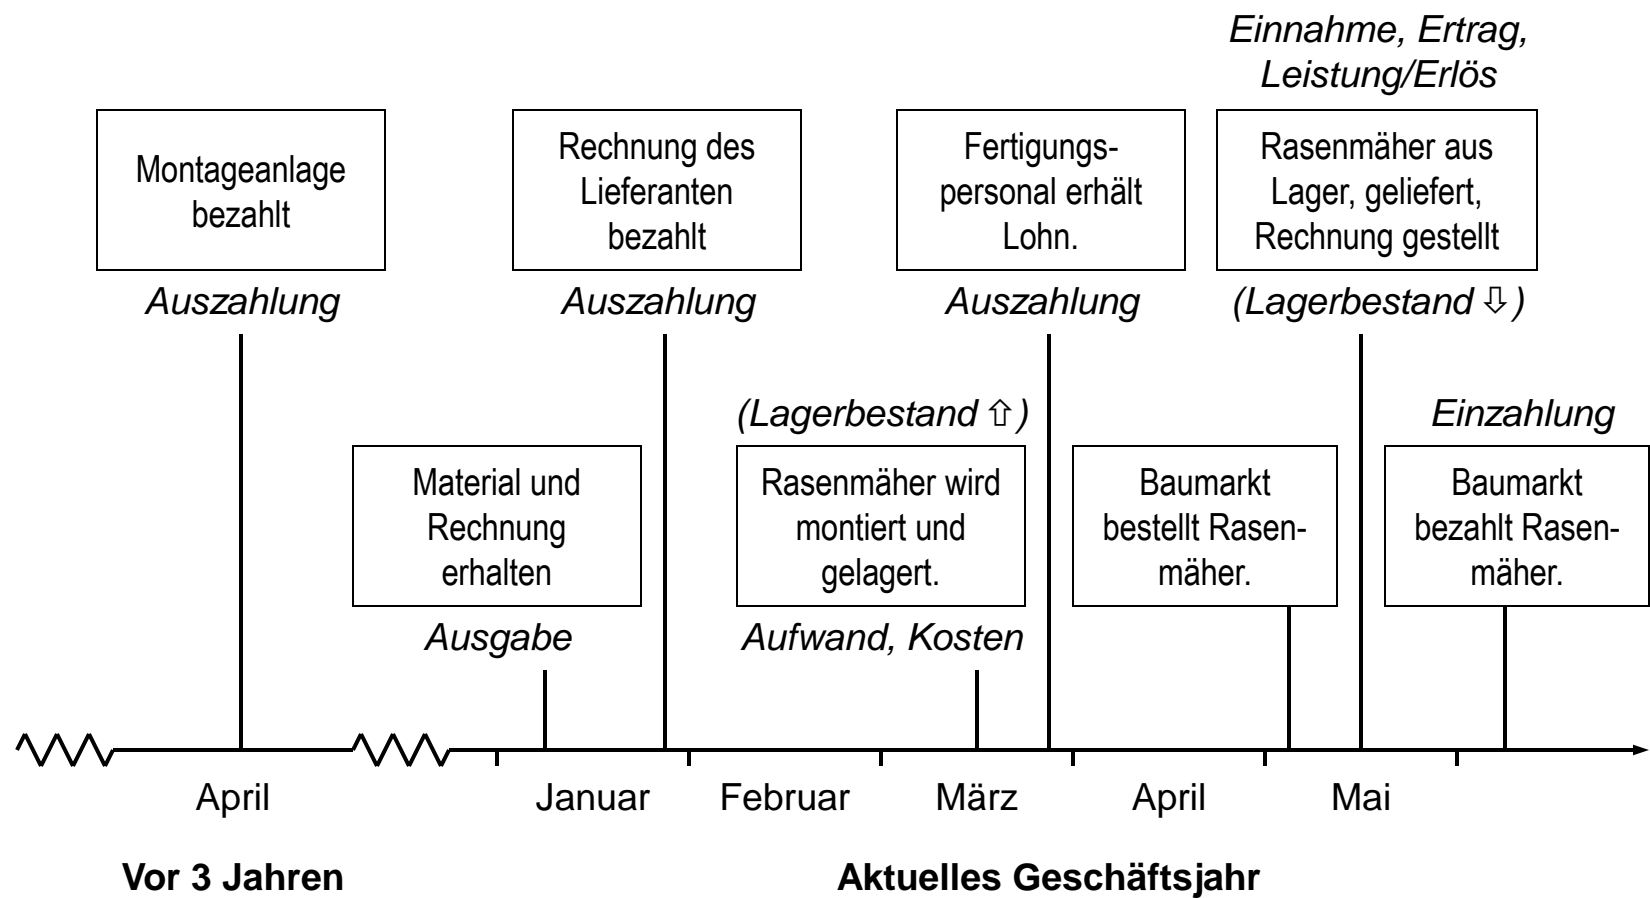 Einnahme, Ertrag,
Leistung/Erlös
Montageanlage
bezahlt
Auszahlung
Rechnung des
Lieferanten
bezahlt
Auszahlung
Fertigungs-
personal erhält
Lohn.
Auszahlung
Rasenmäher aus
Lager, geliefert,
Rechnung gestellt
(Lagerbestand ⇩)
Material und
Rechnung
erhalten
Ausgabe
(Lagerbestand ⇧)
Rasenmäher wird
montiert und
gelagert.
Aufwand, Kosten
Baumarkt
bestellt Rasen-
mäher.
Einzahlung
Baumarkt
bezahlt Rasen-
mäher.
April
Januar
Februar
März
April
Mai
Vor 3 Jahren
Aktuelles Geschäftsjahr